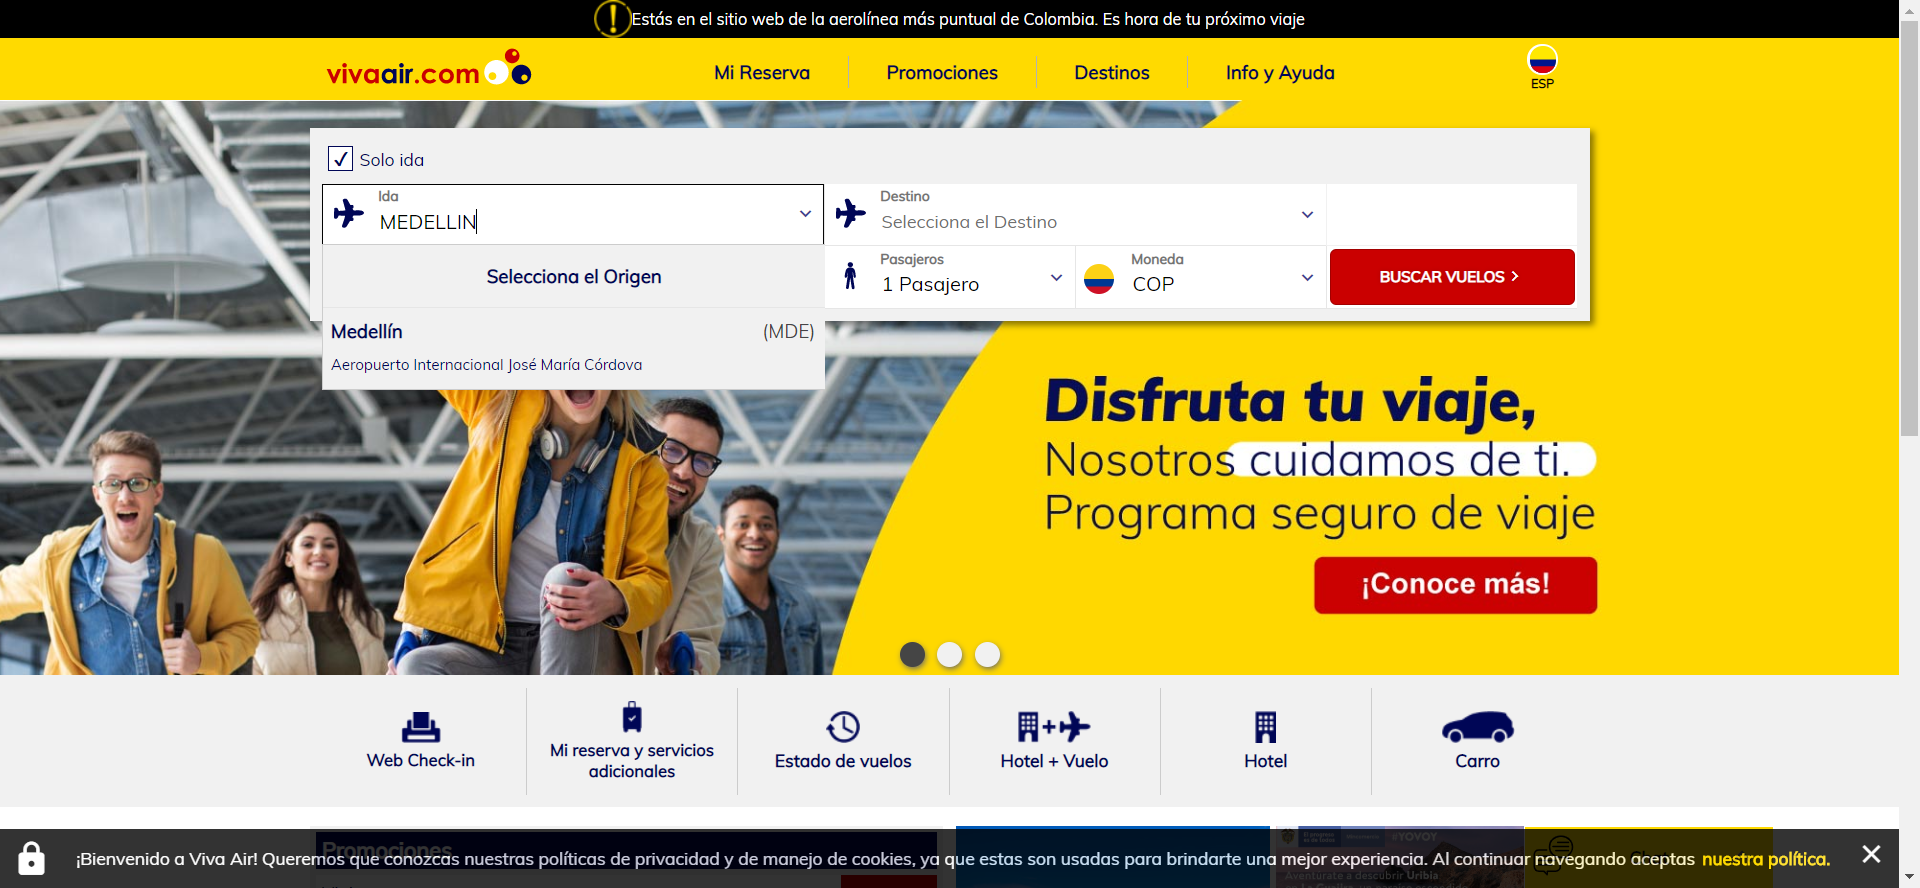 Estás en el sitio web de la aerolínea más puntual de Colombia. Es hora de tu próximo viaje
vivaair.com
Mi Reserva
Promociones
Destinos
Info y Ayuda
ESP
Solo ida
Ida
MEDELLIN
Destino
Selecciona el Destino
Selecciona el Origen
Pasajeros
1 Pasajero
Moneda
COP
BUSCAR VUELOS
Medellín (MDE)
Aeropuerto Internacional José María Córdova
Disfruta tu viaje,
Nosotros cuidamos de ti.
Programa seguro de viaje
¡Conoce más!
Web Check-in
Mi reserva y servicios
adicionales
Estado de vuelos
Hotel + Vuelo
Hotel
Carro
Promociones
#YOVOY
¡Bienvenido a Viva Air! Queremos que conozcas nuestras políticas de privacidad y de manejo de cookies, ya que estas son usadas para brindarte una mejor experiencia. Al continuar navegando aceptas nuestra política.
Aventúrate a descubrir Uribia